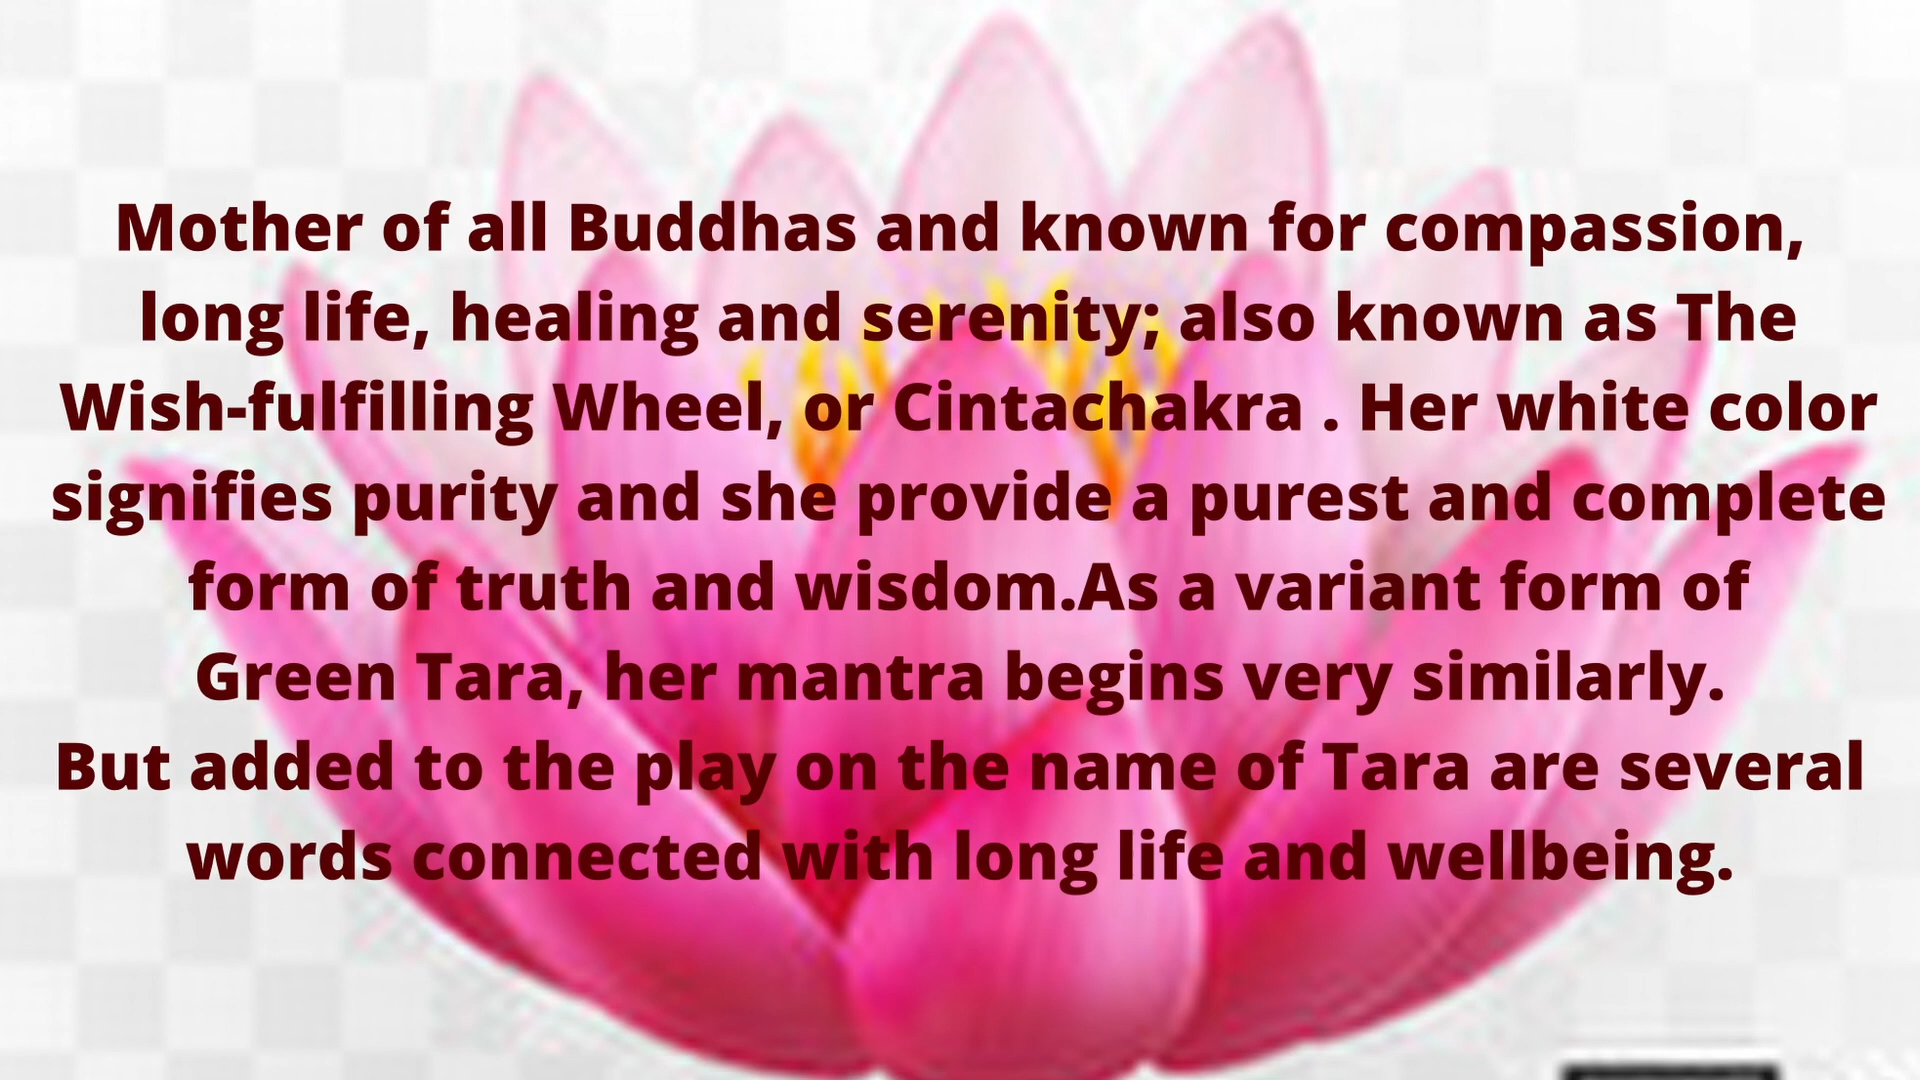 Mother of all Buddhas and known for compassion,
long life, healing and serenity; also known as The
Wish-fulfilling Wheel, or Cintachakra . Her white color
signifies purity and she provide a purest and complete
form of truth and wisdom.As a variant form of
Green Tara, her mantra begins very similarly.
But added to the play on the name of Tara are several
words connected with long life and wellbeing.